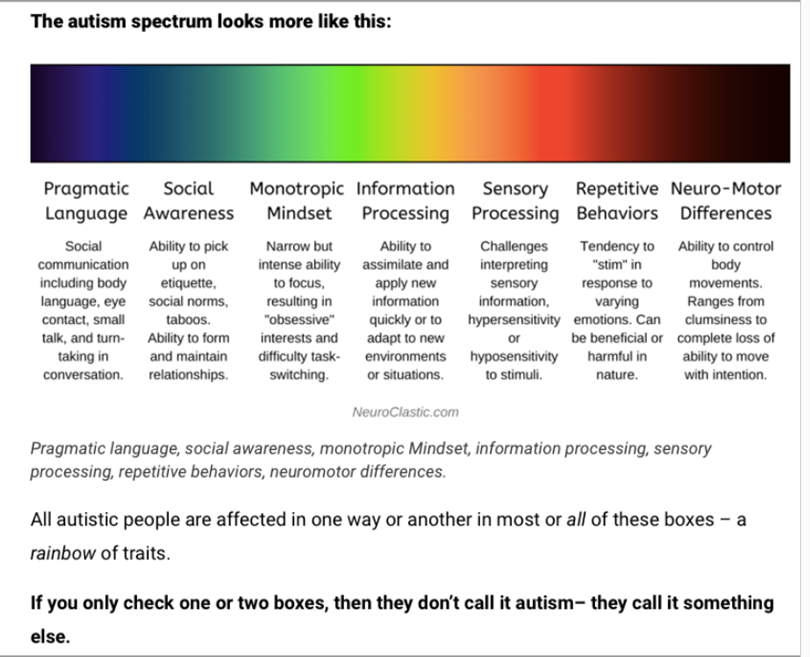 The autism spectrum looks more like this:
Pragmatic Language
Social communication including body language, eye contact, small talk, and turn-taking in conversation.
Social Awareness
Ability to pick up on etiquette, social norms, taboos. Ability to form and maintain relationships.
Monotropic Mindset
Narrow but intense ability to focus, resulting in "obsessive" interests and difficulty task-switching.
Information Processing
Ability to assimilate and apply new information quickly or to adapt to new environments or situations.
Sensory Processing
Challenges interpreting sensory information, hypersensitivity or hyposensitivity to stimuli.
Repetitive Behaviors
Tendency to "stim" in response to varying emotions. Can be beneficial or harmful in nature.
Neuro-Motor Differences
Ability to control body movements. Ranges from clumsiness to complete loss of ability to move with intention.
NeuroClastic.com
Pragmatic language, social awareness, monotropic Mindset, information processing, sensory
processing, repetitive behaviors, neuromotor differences.
All autistic people are affected in one way or another in most or all of these boxes – a
rainbow of traits.
If you only check one or two boxes, then they don't call it autism– they call it something
else.